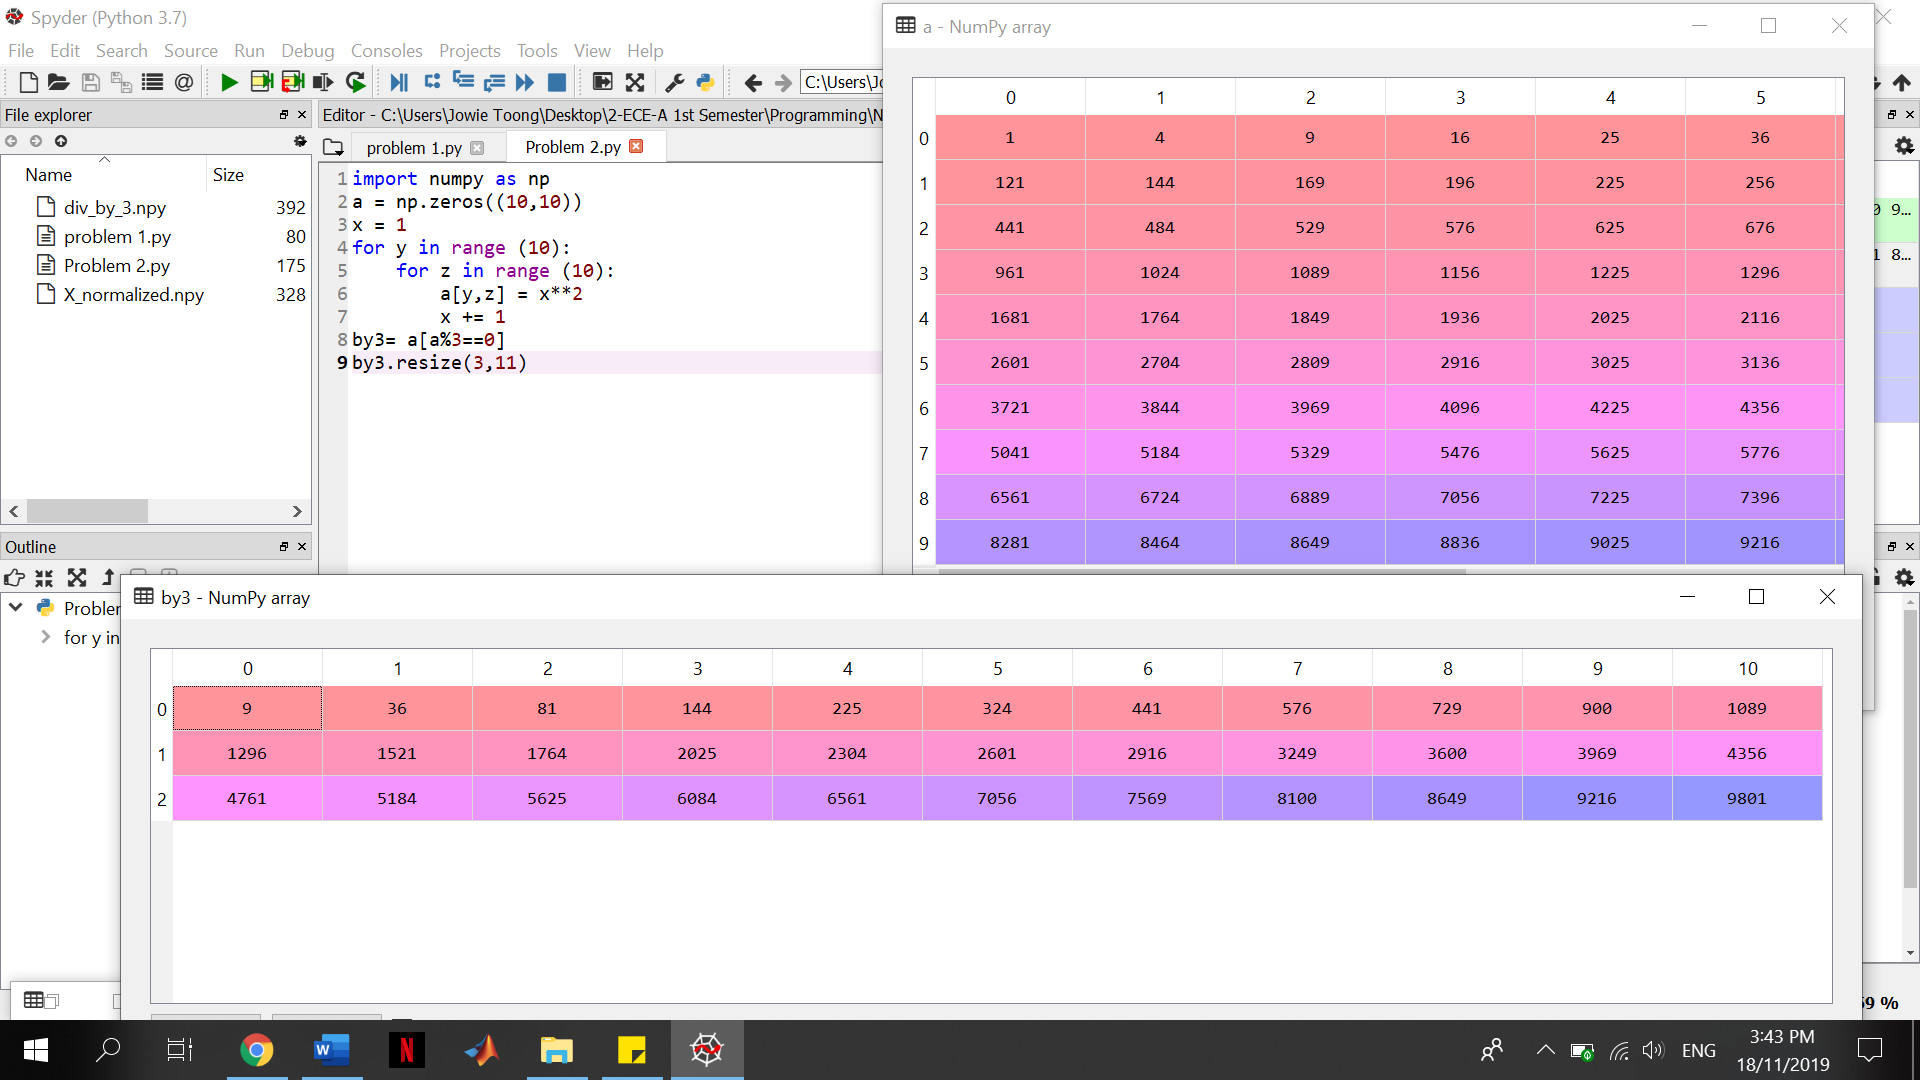 Spyder (Python 3.7)
File Edit Search Source Run Debug Consoles Projects Tools View Help
C:\Users\Jo
File explorer
Name Size
div_by_3.npy 392
problem 1.py 80
Problem 2.py 175
X_normalized.npy 328
Outline
Problem
for y in
Editor - C:\Users\Jowie Toong\Desktop\2-ECE-A 1st Semester\Programming\N
problem 1.py Problem 2.py
1 import numpy as np
2 a = np.zeros((10,10))
3 x = 1
4 for y in range (10):
5 for z in range (10):
6 a[y,z] = x**2
7 x += 1
8 by3= a[a%3==0]
9 by3.resize(3,11)
a - NumPy array
0 1 2 3 4 5
0 1 4 9 16 25 36
1 121 144 169 196 225 256
2 441 484 529 576 625 676
3 961 1024 1089 1156 1225 1296
4 1681 1764 1849 1936 2025 2116
5 2601 2704 2809 2916 3025 3136
6 3721 3844 3969 4096 4225 4356
7 5041 5184 5329 5476 5625 5776
8 6561 6724 6889 7056 7225 7396
9 8281 8464 8649 8836 9025 9216
9...
8...
by3 - NumPy array
0 1 2 3 4 5 6 7 8 9 10
0 9 36 81 144 225 324 441 576 729 900 1089
1 1296 1521 1764 2025 2304 2601 2916 3249 3600 3969 4356
2 4761 5184 5625 6084 6561 7056 7569 8100 8649 9216 9801
69 %
W
N
ENG
3:43 PM
18/11/2019